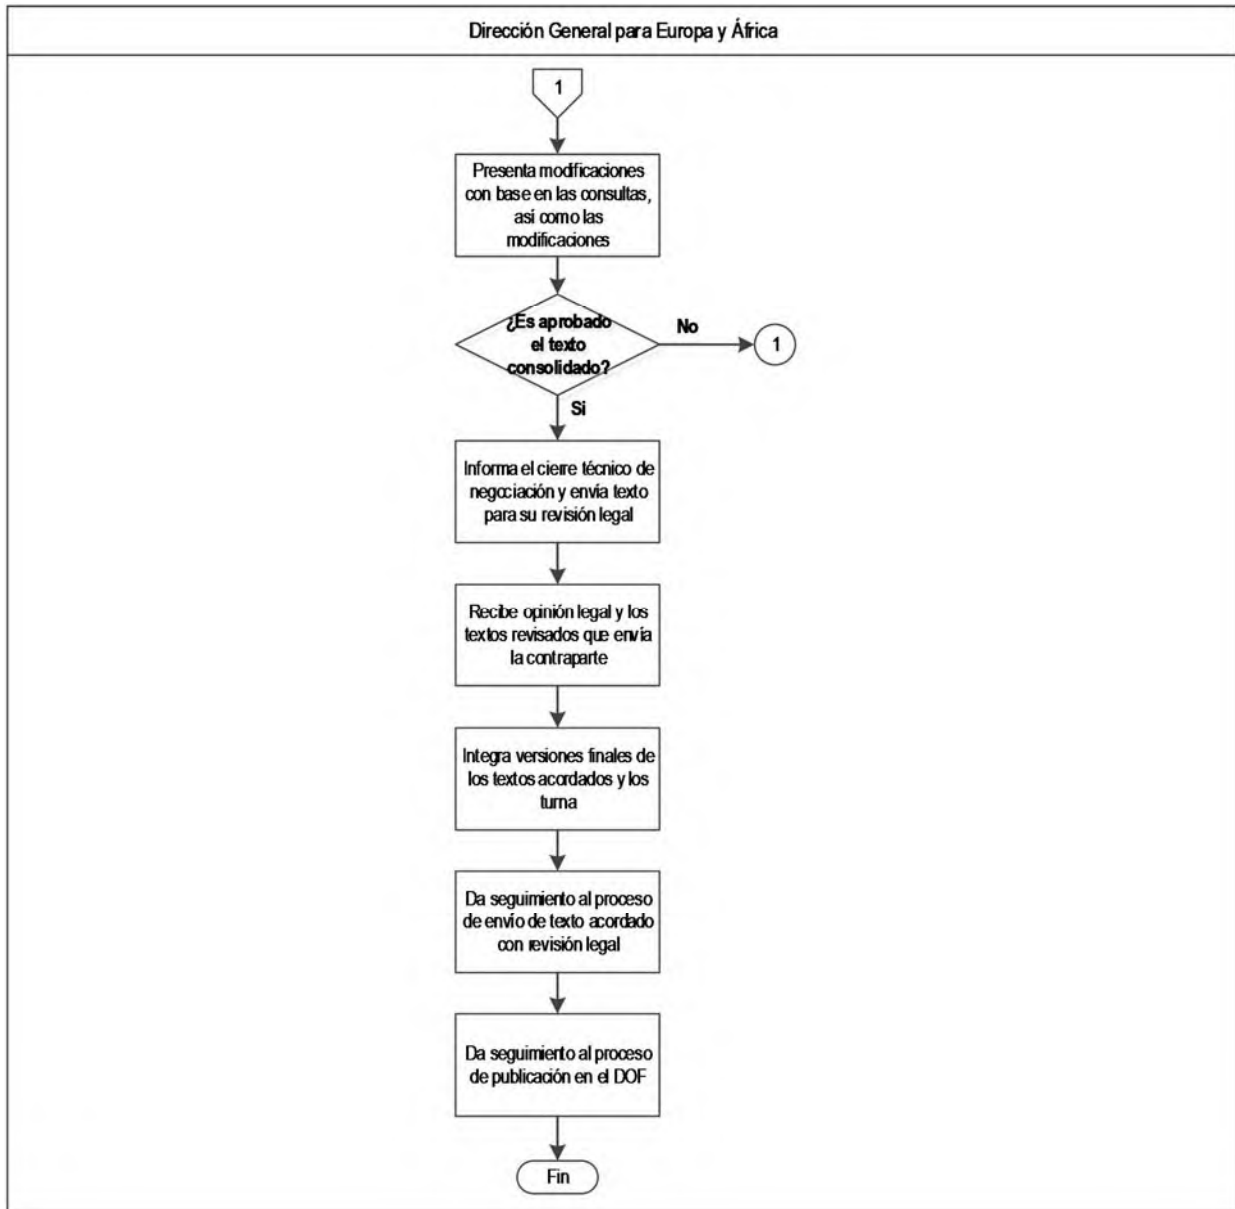 Dirección General para Europa y África
1
Presenta modificaciones
con base en las consultas,
así como las
modificaciones
¿Es aprobado
el texto
consolidado?
No
1
Si
Informa el cierre técnico de
negociación y envía texto
para su revisión legal
Recibe opinión legal y los
textos revisados que envía
la contraparte
Integra versiones finales de
los textos acordados y los
turna
Da seguimiento al proceso
de envío de texto acordado
con revisión legal
Da seguimiento al proceso
de publicación en el DOF
Fin